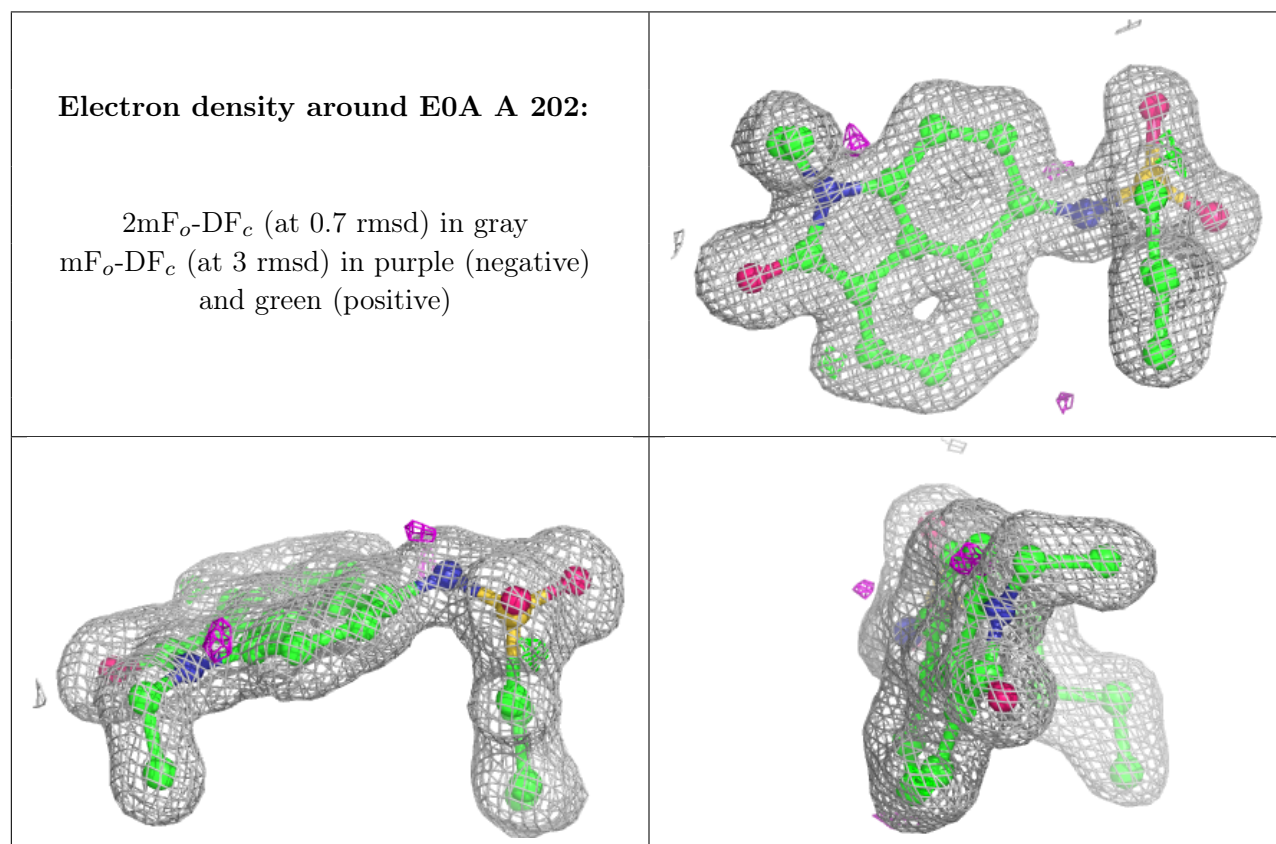 Electron density around E0A A 202:
2mFo-DFc (at 0.7 rmsd) in gray
mFo-DFc (at 3 rmsd) in purple (negative)
and green (positive)